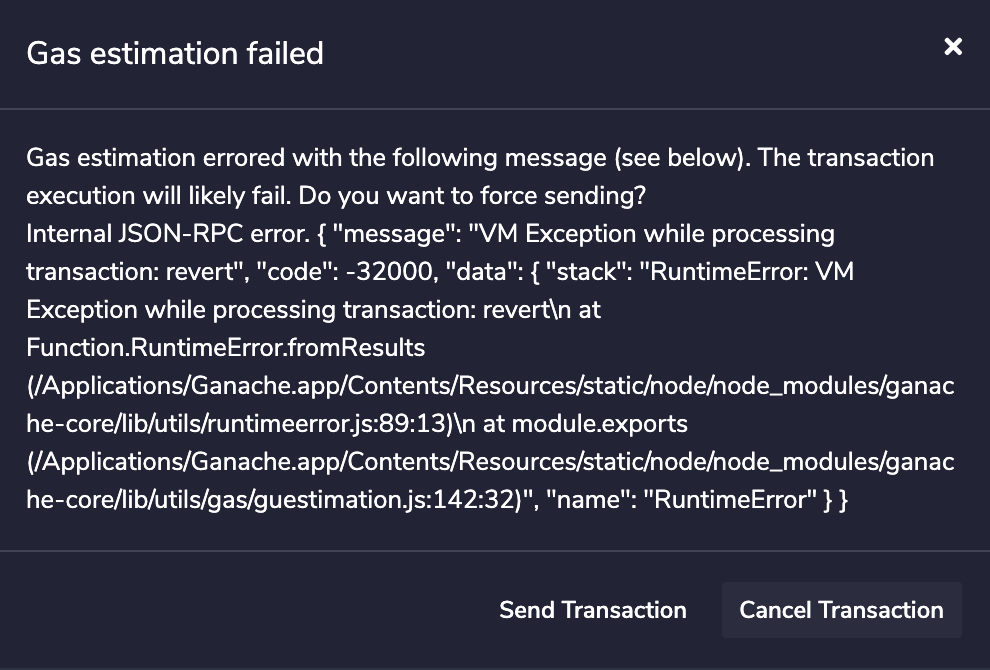 Gas estimation failed
Gas estimation errored with the following message (see below). The transaction
execution will likely fail. Do you want to force sending?
Internal JSON-RPC error. { "message": "VM Exception while processing
transaction: revert", "code": -32000, "data": { "stack": "RuntimeError: VM
Exception while processing transaction: revert\n at
Function.RuntimeError.fromResults
(/Applications/Ganache.app/Contents/Resources/static/node/node_modules/ganac
he-core/lib/utils/runtimeerror.js:89:13)\n at module.exports
(/Applications/Ganache.app/Contents/Resources/static/node/node_modules/ganac
he-core/lib/utils/gas/guestimation.js:142:32)", "name": "RuntimeError" } }
Send Transaction
Cancel Transaction